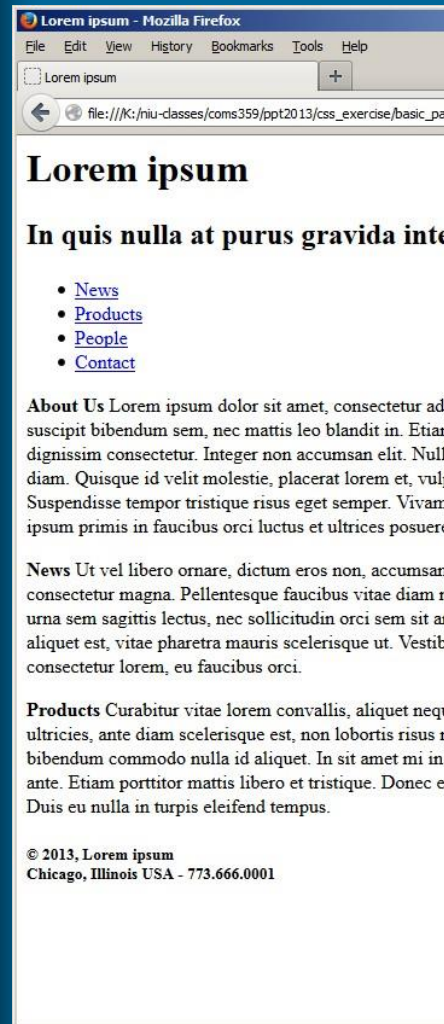 Lorem ipsum - Mozilla Firefox
File Edit View History Bookmarks Tools Help
Lorem ipsum +
file:///K:/niu-classes/coms359/ppt2013/css_exercise/basic_pa
Lorem ipsum
In quis nulla at purus gravida inte
• News
• Products
• People
• Contact
About Us Lorem ipsum dolor sit amet, consectetur ad
suscipit bibendum sem, nec mattis leo blandit in. Etiam
dignissim consectetur. Integer non accumsan elit. Null
diam. Quisque id velit molestie, placerat lorem et, vulp
Suspendisse tempor tristique risus eget semper. Vivam
ipsum primis in faucibus orci luctus et ultrices posuere
News Ut vel libero ornare, dictum eros non, accumsan
consectetur magna. Pellentesque faucibus vitae diam
urna sem sagittis lectus, nec sollicitudin orci sem sit
aliquet est, vitae pharetra mauris scelerisque ut. Vestib
consectetur lorem, eu faucibus orci.
Products Curabitur vitae lorem convallis, aliquet nequ
ultricies, ante diam scelerisque est, non lobortis risus
bibendum commodo nulla id aliquet. In sit amet mi in
ante. Etiam porttitor mattis libero et tristique. Donec e
Duis eu nulla in turpis eleifend tempus.
© 2013, Lorem ipsum
Chicago, Illinois USA - 773.666.0001